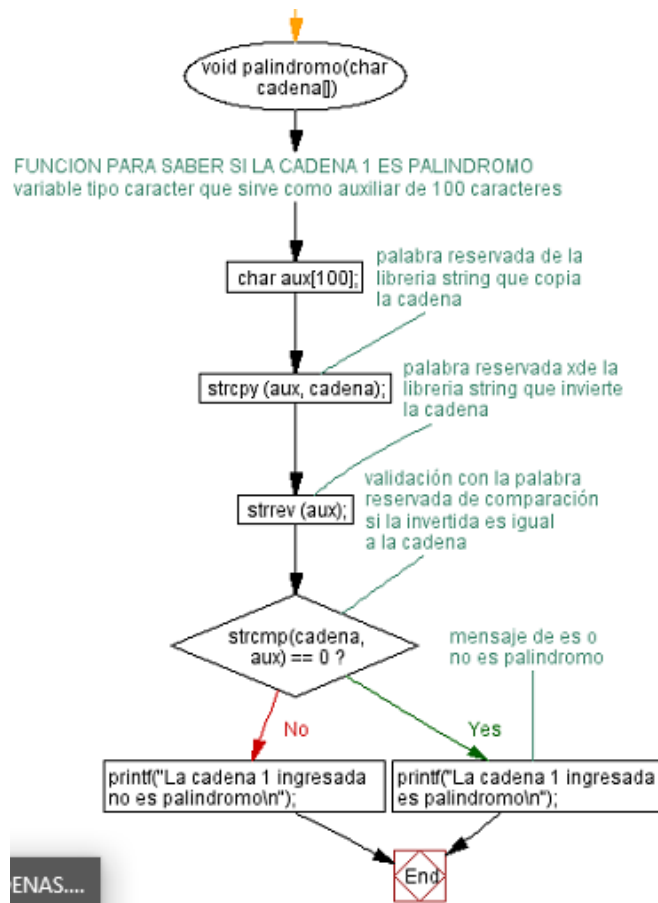 void palindromo(char
cadena[])
FUNCION PARA SABER SI LA CADENA 1 ES PALINDROMO
variable tipo caracter que sirve como auxiliar de 100 caracteres
char aux[100];
palabra reservada de la
libreria string que copia
la cadena
strcpy (aux, cadena);
palabra reservada xde la
libreria string que invierte
la cadena
strrev (aux);
validación con la palabra
reservada de comparación
si la invertida es igual
a la cadena
strcmp(cadena,
aux) == 0 ?
mensaje de es o
no es palindromo
No
Yes
printf("La cadena 1 ingresada
no es palindromo\n");
printf("La cadena 1 ingresada
es palindromo\n");
End
ENAS....